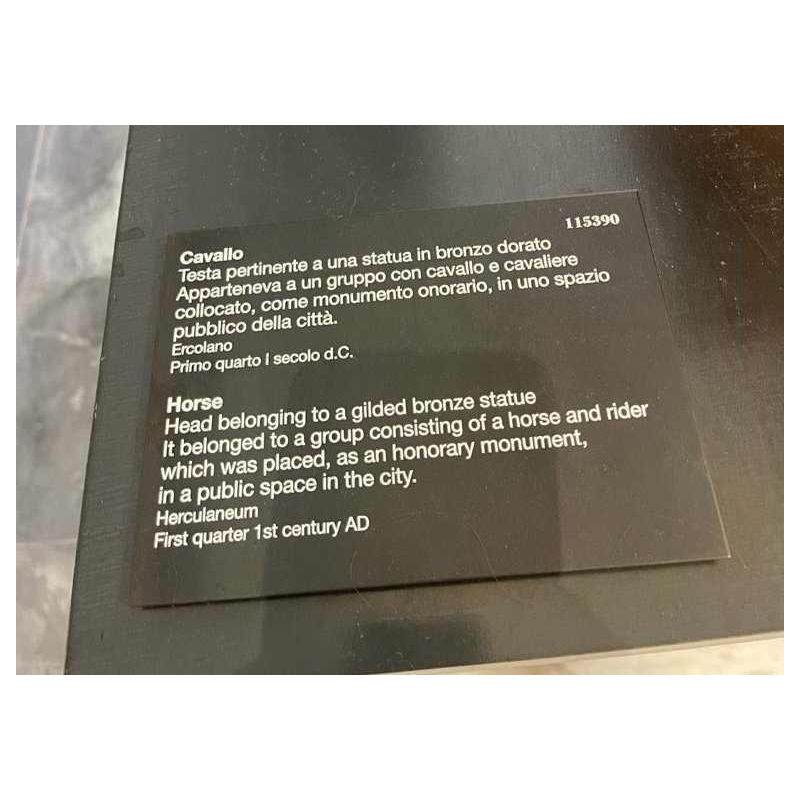 115390
Cavallo
Testa pertinente a una statua in bronzo dorato
Apparteneva a un gruppo con cavallo e cavaliere
collocato, come monumento onorario, in uno spazio
pubblico della città.
Ercolano
Primo quarto I secolo d.C.
Horse
Head belonging to a gilded bronze statue
It belonged to a group consisting of a horse and rider
which was placed, as an honorary monument,
in a public space in the city.
Herculaneum
First quarter 1st century AD